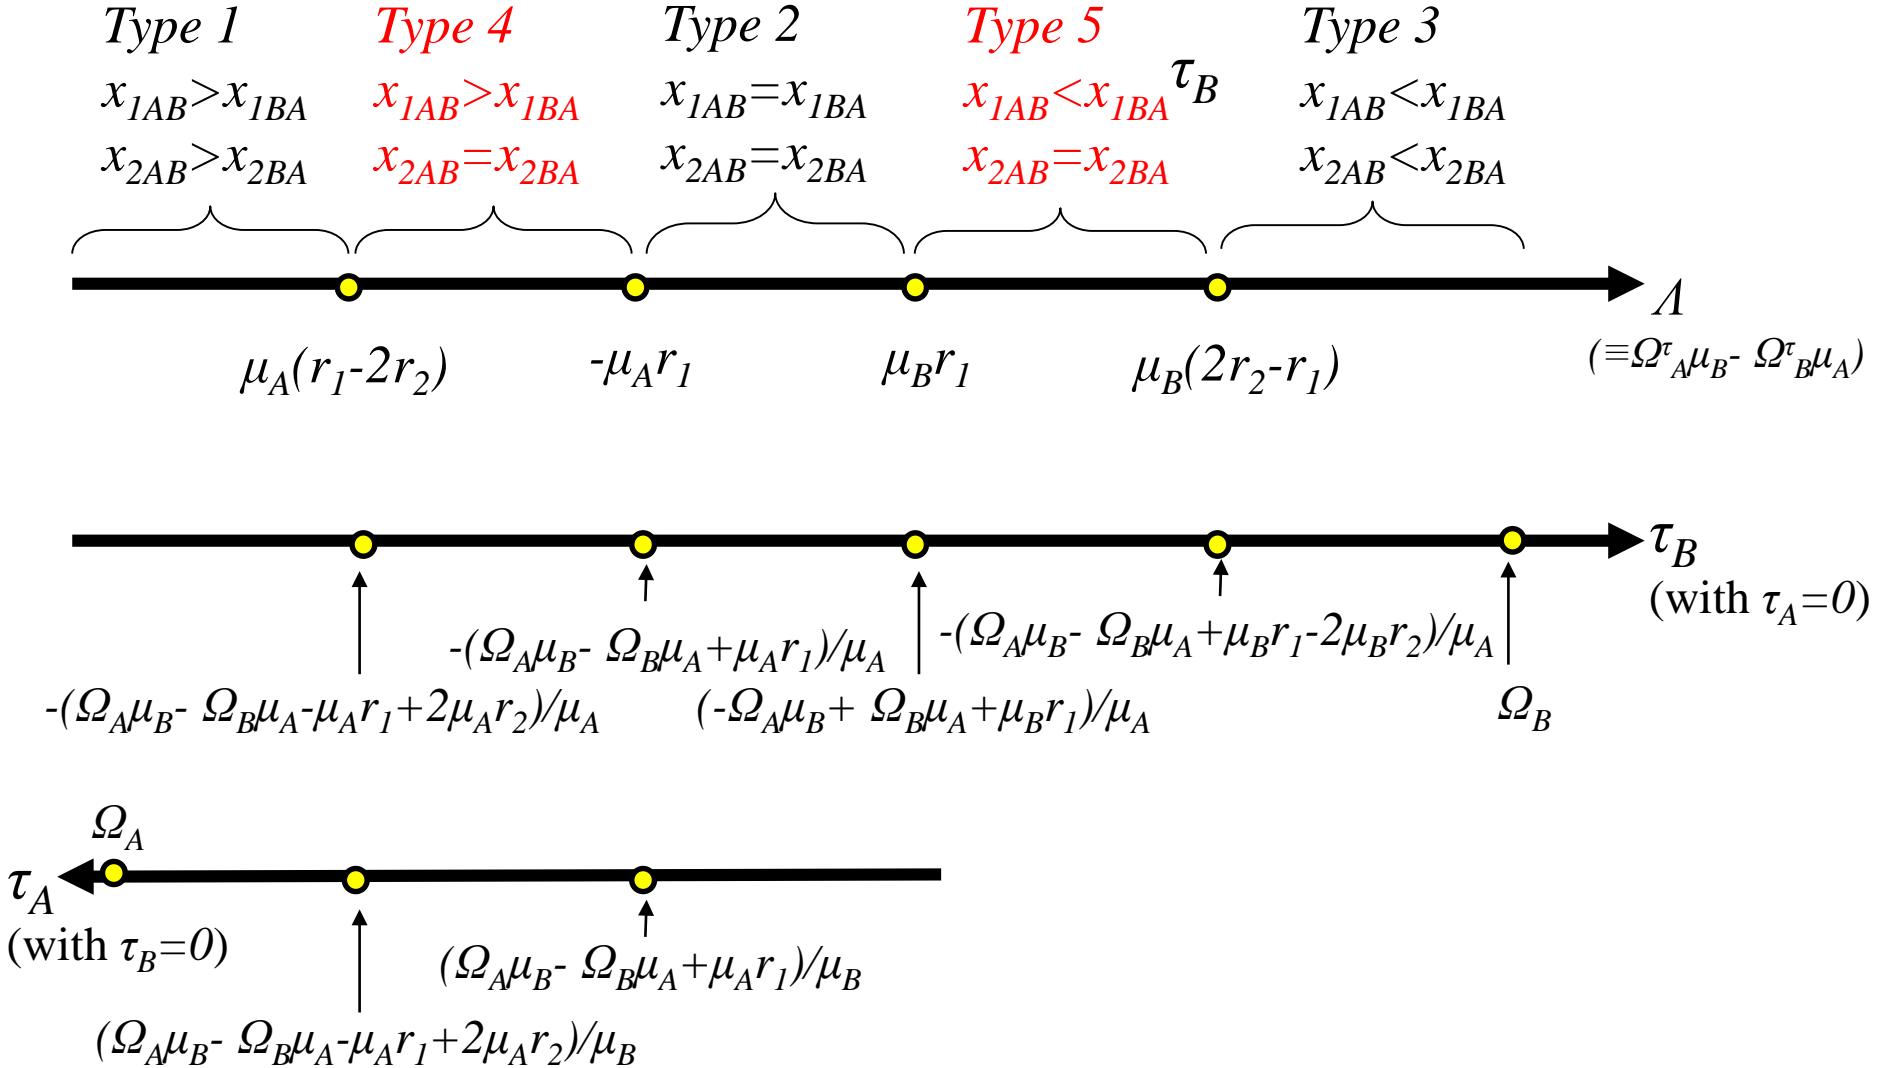 Type 1 Type 4 Type 2 Type 5 Type 3
x1AB>x1BA x1AB>x1BA x1AB=x1BA x1AB<x1BA τB x1AB<x1BA
x2AB>x2BA x2AB=x2BA x2AB=x2BA x2AB=x2BA x2AB<x2BA
Λ
μA(r1-2r2) -μAr1 μBr1 μB(2r2-r1) (≡ΩτAμB- ΩτBμA)
τB
(with τA=0)
-(ΩAμB- ΩBμA+μAr1)/μA -(ΩAμB- ΩBμA+μBr1-2μBr2)/μA
-(ΩAμB- ΩBμA-μAr1+2μAr2)/μA (-ΩAμB+ ΩBμA+μBr1)/μA ΩB
ΩA
τA
(with τB=0) (ΩAμB- ΩBμA+μAr1)/μB
(ΩAμB- ΩBμA-μAr1+2μAr2)/μB